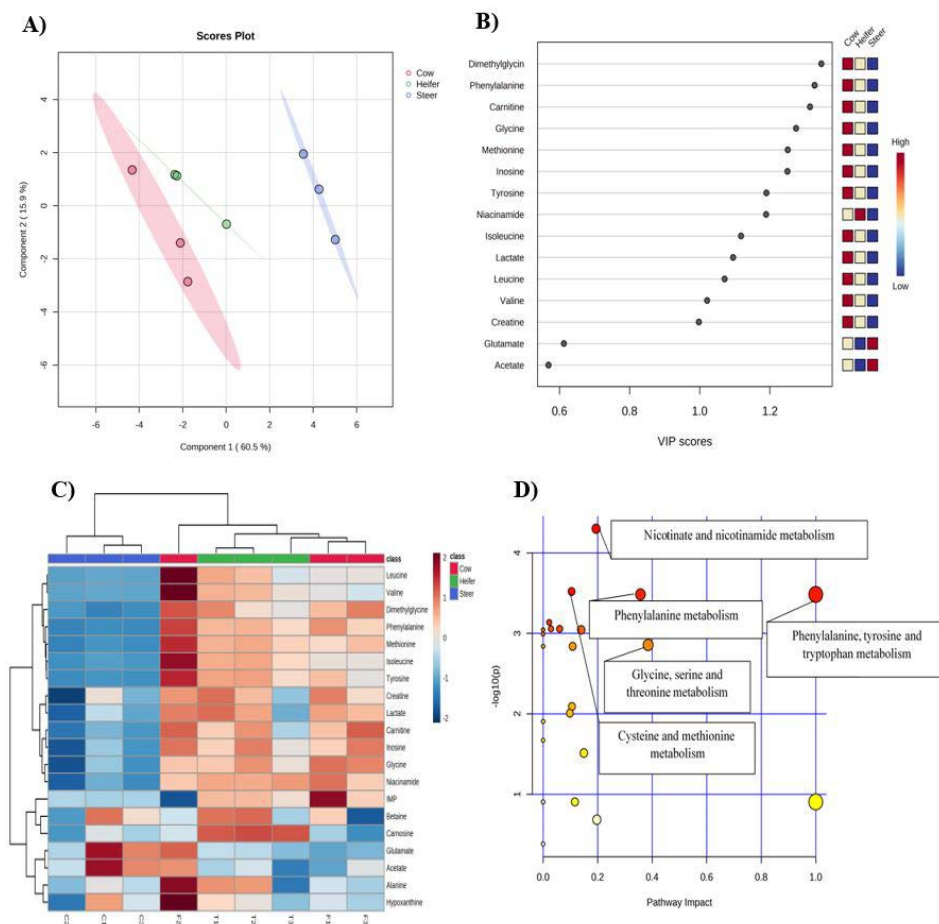 A)
Scores Plot
Cow
Heifer
Steer
4
2
0
-2
-4
-6
Component 2 ( 15.9 %)
-6
-4
-2
0
2
4
6
Component 1 ( 60.5 %)
B)
Cow
Heifer
Steer
Dimethylglycin
Phenylalanine
Carnitine
Glycine
Methionine
Inosine
Tyrosine
Niacinamide
Isoleucine
Lactate
Leucine
Valine
Creatine
Glutamate
Acetate
High
Low
0.6
0.8
1.0
1.2
VIP scores
C)
class
class
Cow
Heifer
Steer
2
1
0
-1
-2
Leucine
Valine
Dimethylglycine
Phenylalanine
Methionine
Isoleucine
Tyrosine
Creatine
Lactate
Carnitine
Inosine
Glycine
Niacinamide
IMP
Betaine
Carnosine
Glutamate
Acetate
Alanine
Hypoxanthine
F2
D)
Nicotinate and nicotinamide metabolism
Phenylalanine metabolism
Phenylalanine, tyrosine and
tryptophan metabolism
Glycine, serine and
threonine metabolism
Cysteine and methionine
metabolism
4
3
2
1
-log10(p)
0.0
0.2
0.4
0.6
0.8
1.0
Pathway Impact